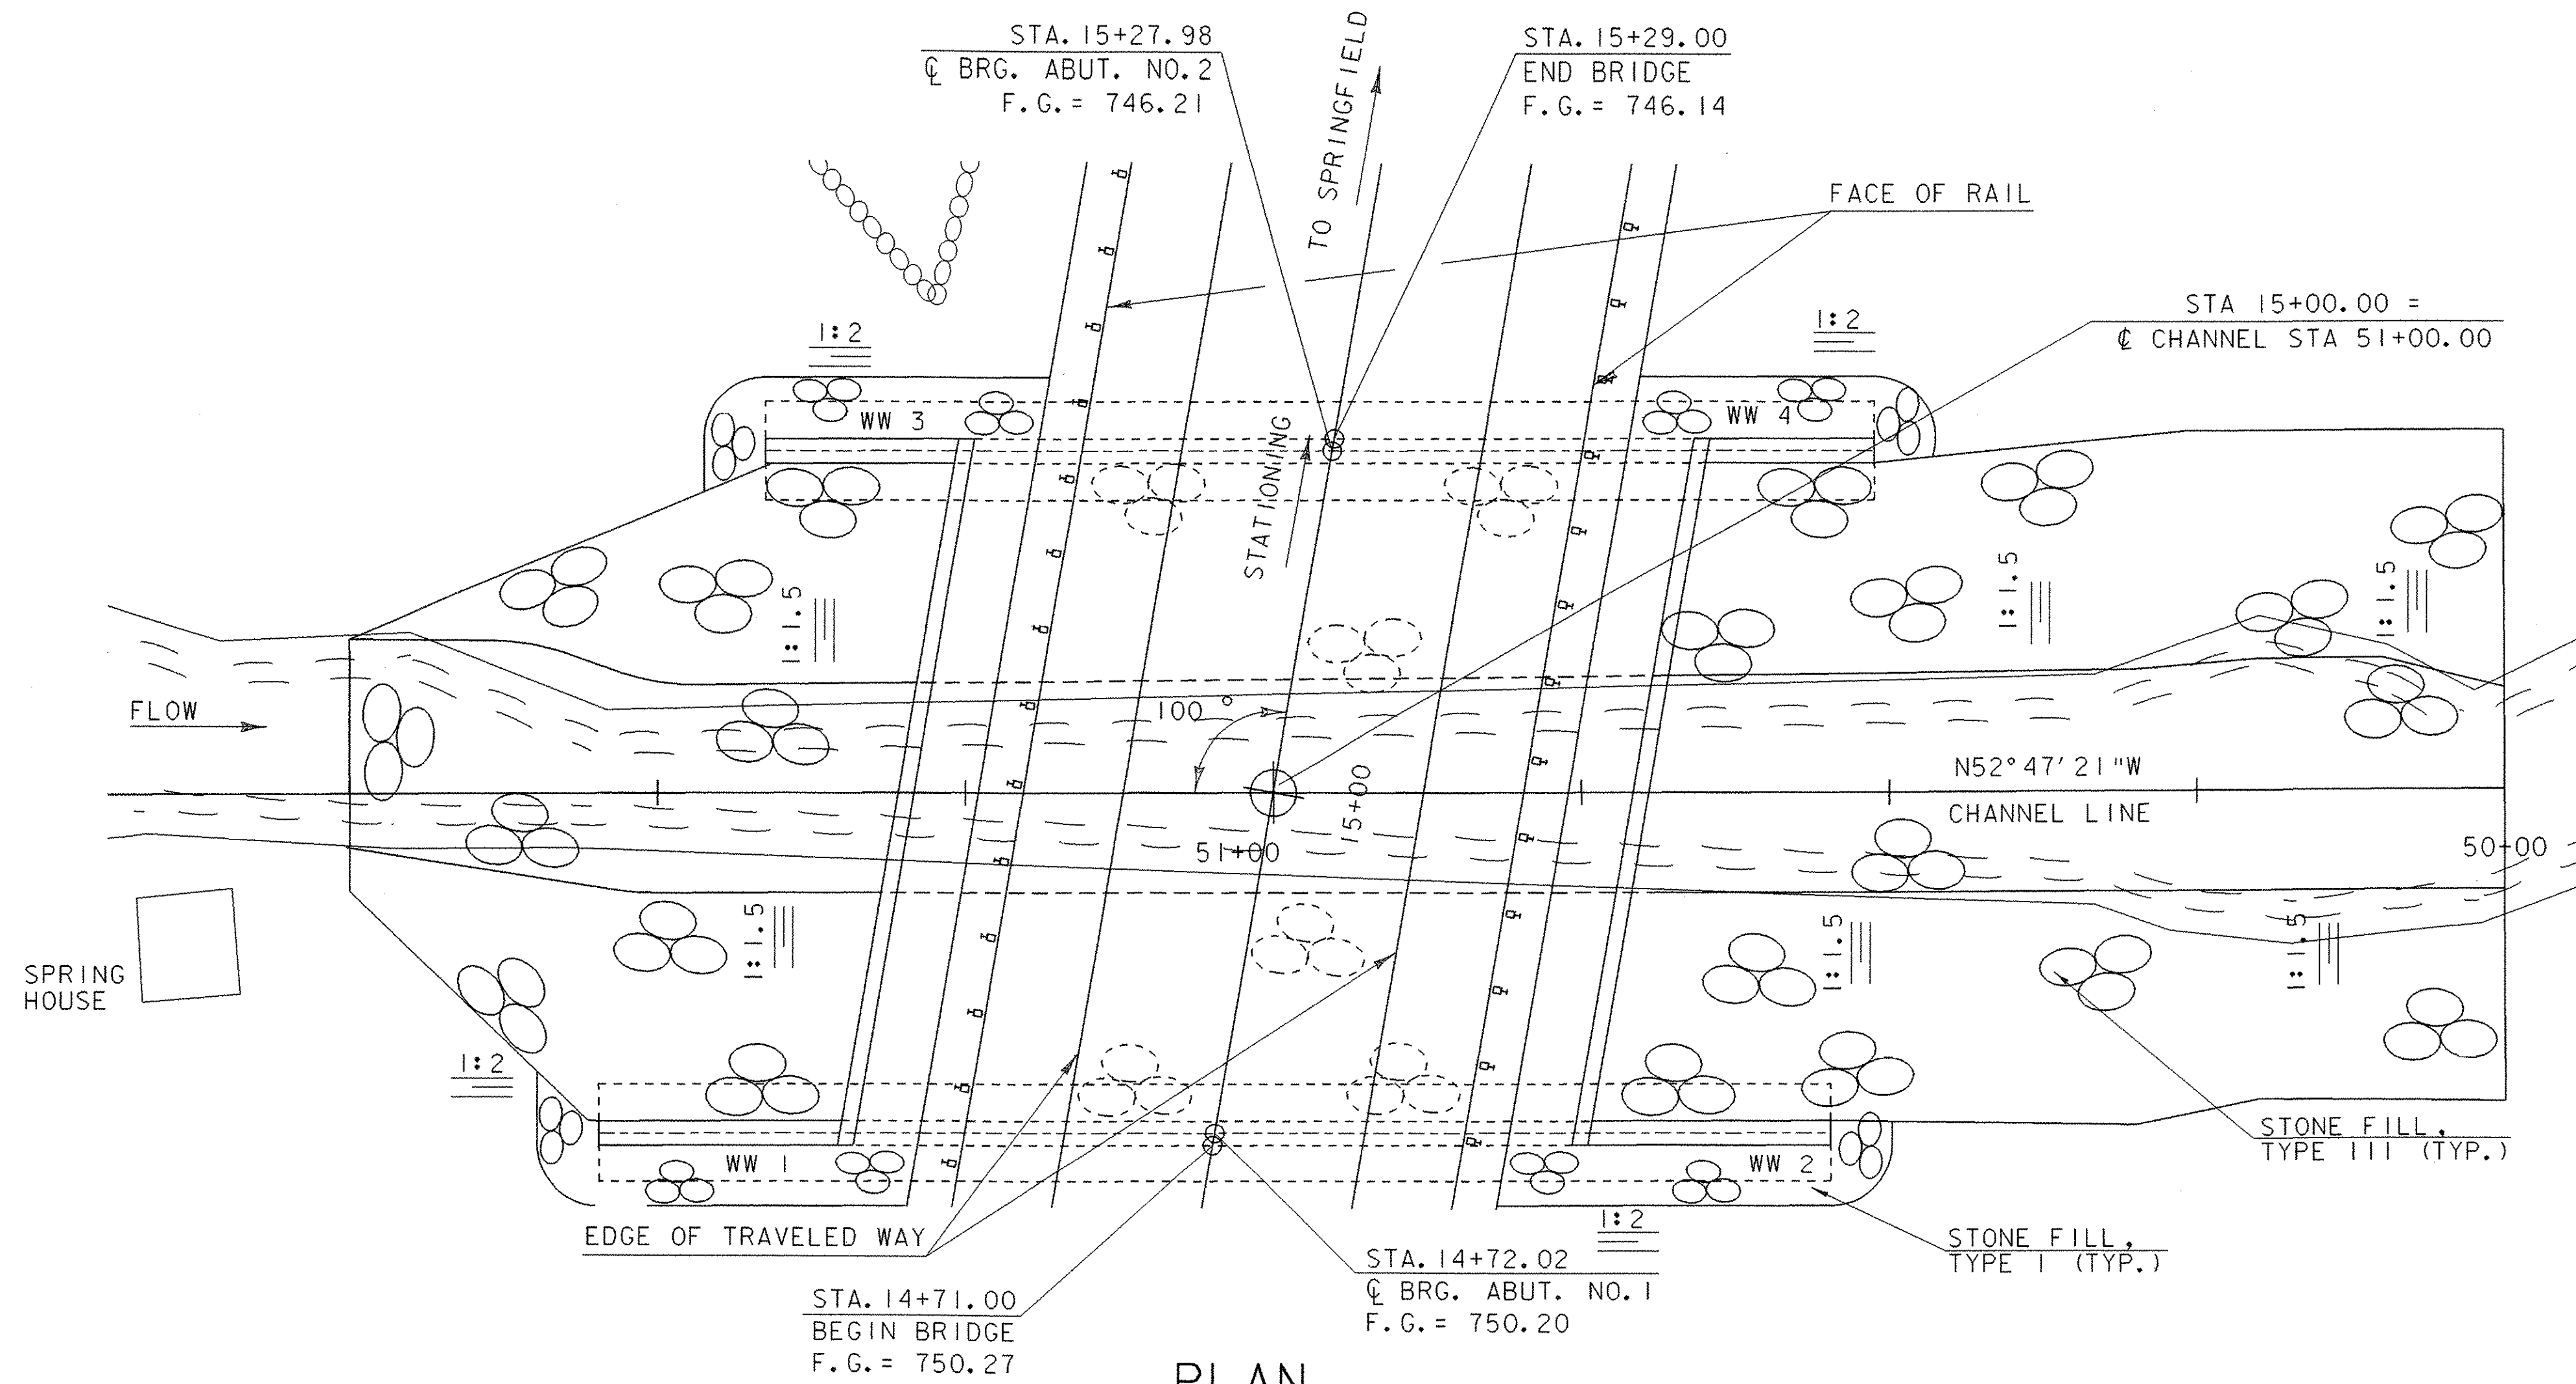 STA. 15+27.98
℄ BRG. ABUT. NO. 2
F.G. = 746.21
TO SPRINGFIELD
STA. 15+29.00
END BRIDGE
F.G. = 746.14
FACE OF RAIL
STA 15+00.00 =
℄ CHANNEL STA 51+00.00
1:2
1:2
WW 3
WW 4
STATIONING
1:1.5
1:1.5
1:1.5
FLOW
100°
N52°47'21"W
CHANNEL LINE
15+00
51+00
50+00
SPRING
HOUSE
1:1.5
1:1.5
1:1.5
1:2
WW 1
WW 2
STONE FILL,
TYPE III (TYP.)
EDGE OF TRAVELED WAY
1:2
STONE FILL,
TYPE I (TYP.)
STA. 14+72.02
℄ BRG. ABUT. NO. 1
F.G. = 750.20
STA. 14+71.00
BEGIN BRIDGE
F.G. = 750.27
PLAN